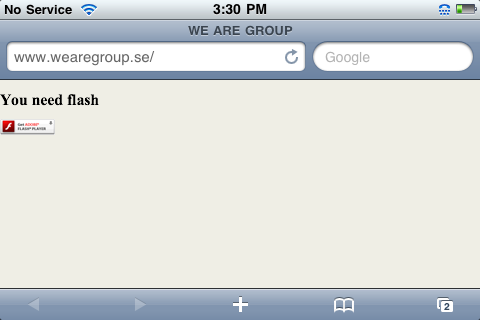 No Service 3:30 PM
WE ARE GROUP
www.wearegroup.se/ Google
You need flash
Get ADOBE®
FLASH® PLAYER
2